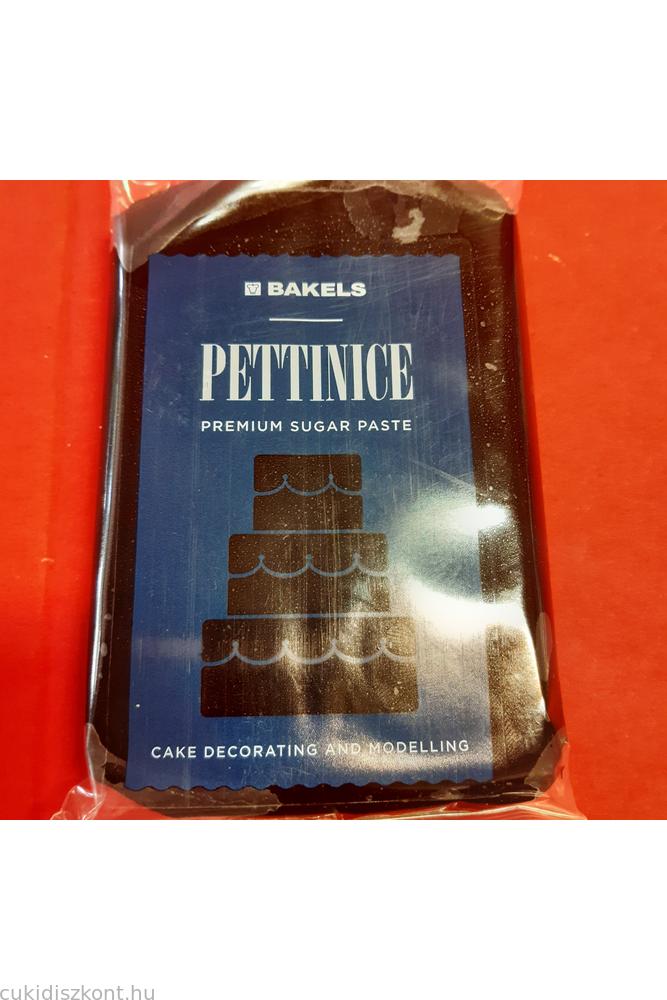 BAKELS
PETTINICE
PREMIUM SUGAR PASTE
CAKE DECORATING AND MODELLING
cukidiszkont.hu